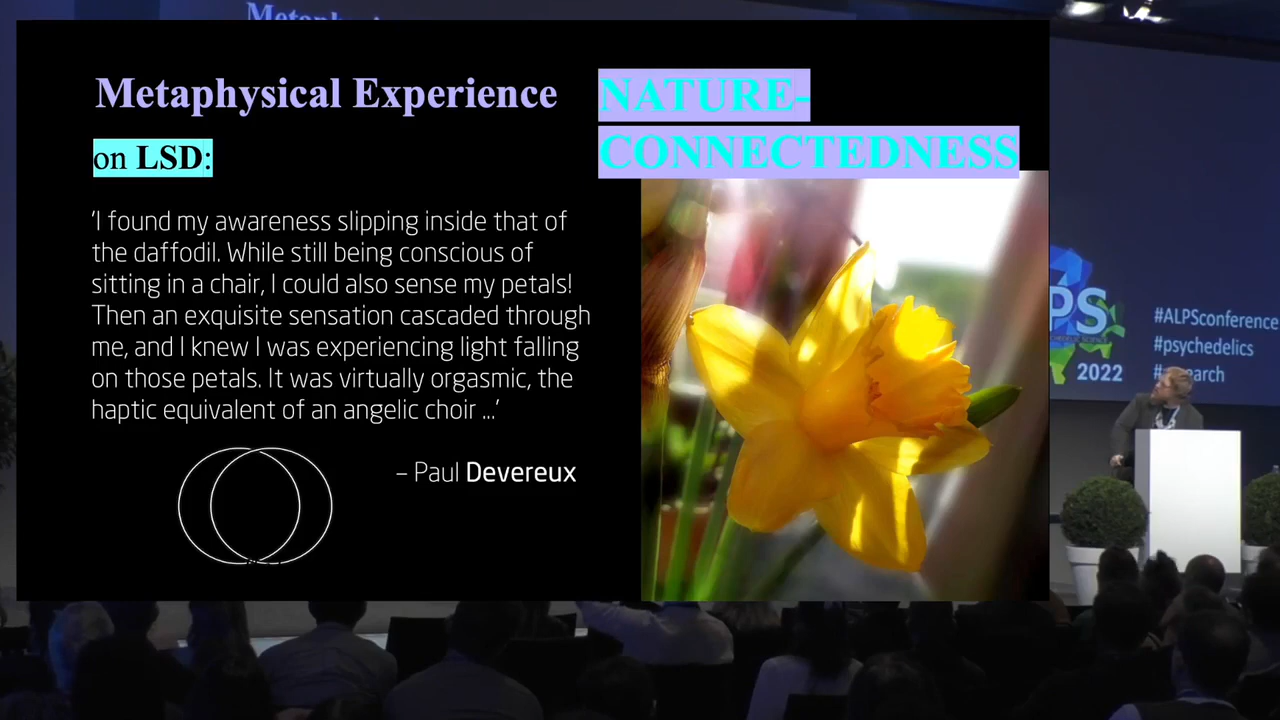 Metaphysical Experience
on LSD:
NATURE-
CONNECTEDNESS
'I found my awareness slipping inside that of
the daffodil. While still being conscious of
sitting in a chair, I could also sense my petals!
Then an exquisite sensation cascaded through
me, and I knew I was experiencing light falling
on those petals. It was virtually orgasmic, the
haptic equivalent of an angelic choir ...'
– Paul Devereux
PS
2022
#ALPSconference
#psychedelics